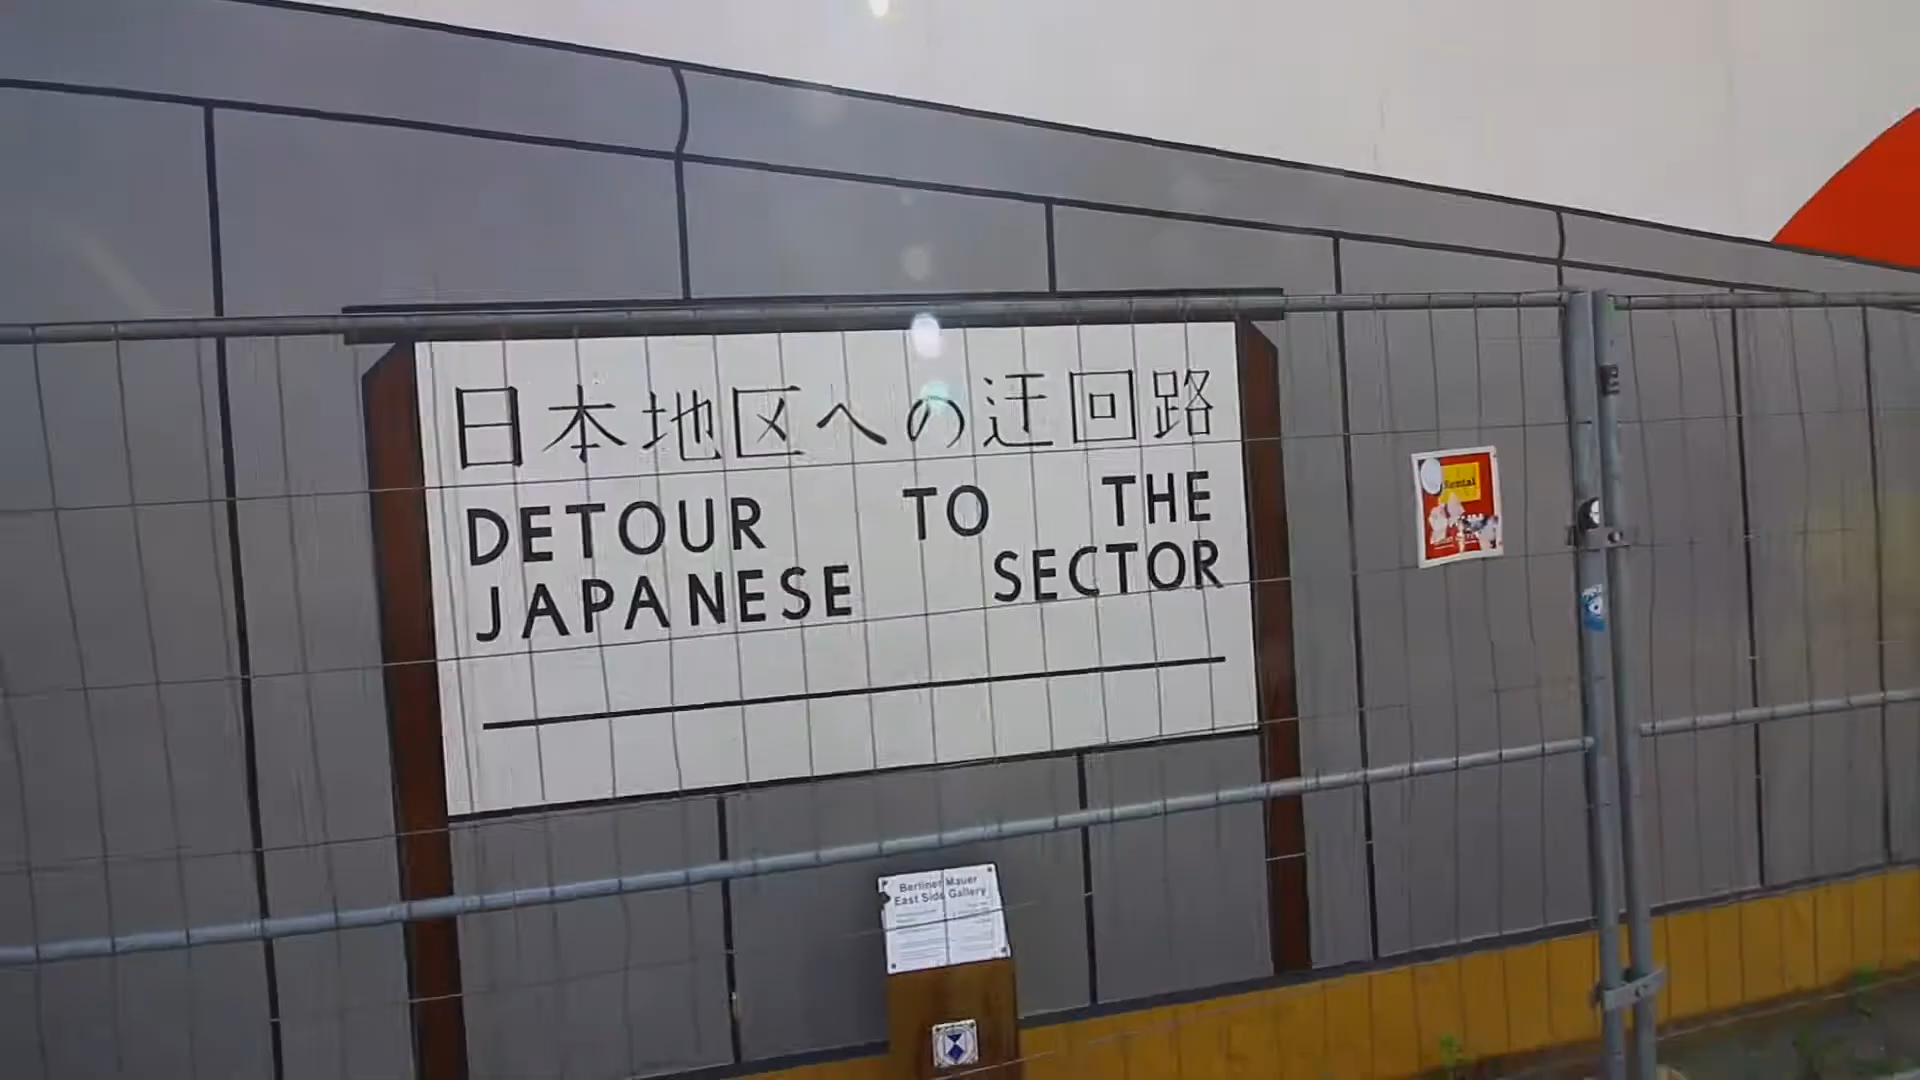 日本地区への迂回路
DETOUR TO THE
JAPANESE SECTOR
Rental
Berliner Mauer
East Side Gallery